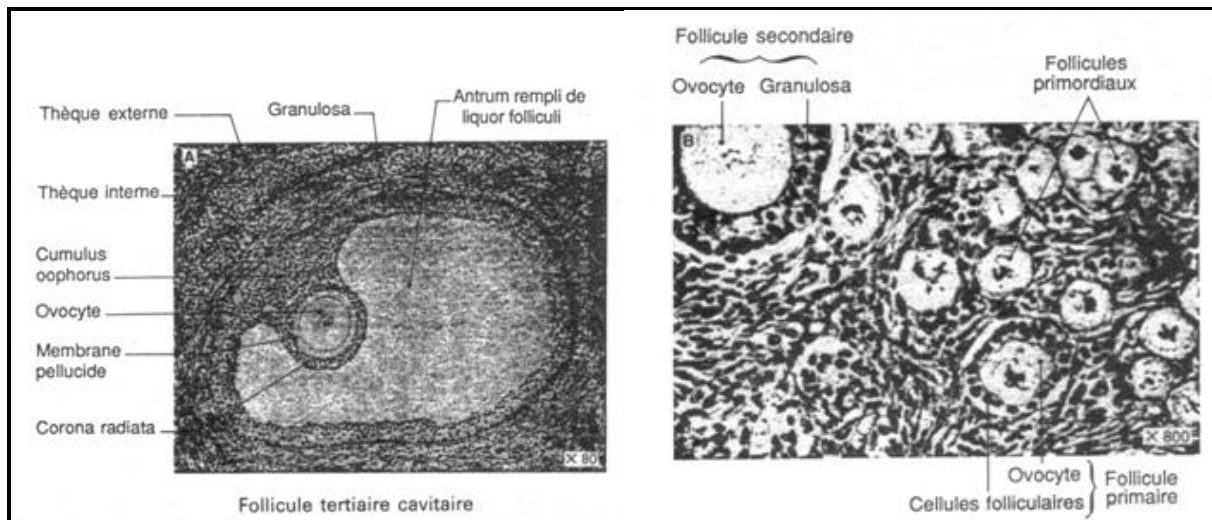 Thèque externe
Granulosa
Antrum rempli de
liquor folliculi
A
Thèque interne
Cumulus
oophorus
Ovocyte
Membrane
pellucide
Corona radiata
× 80
Follicule tertiaire cavitaire
Follicule secondaire
Ovocyte Granulosa
Follicules
primordiaux
B
× 800
Ovocyte
Cellules folliculaires
Follicule
primaire